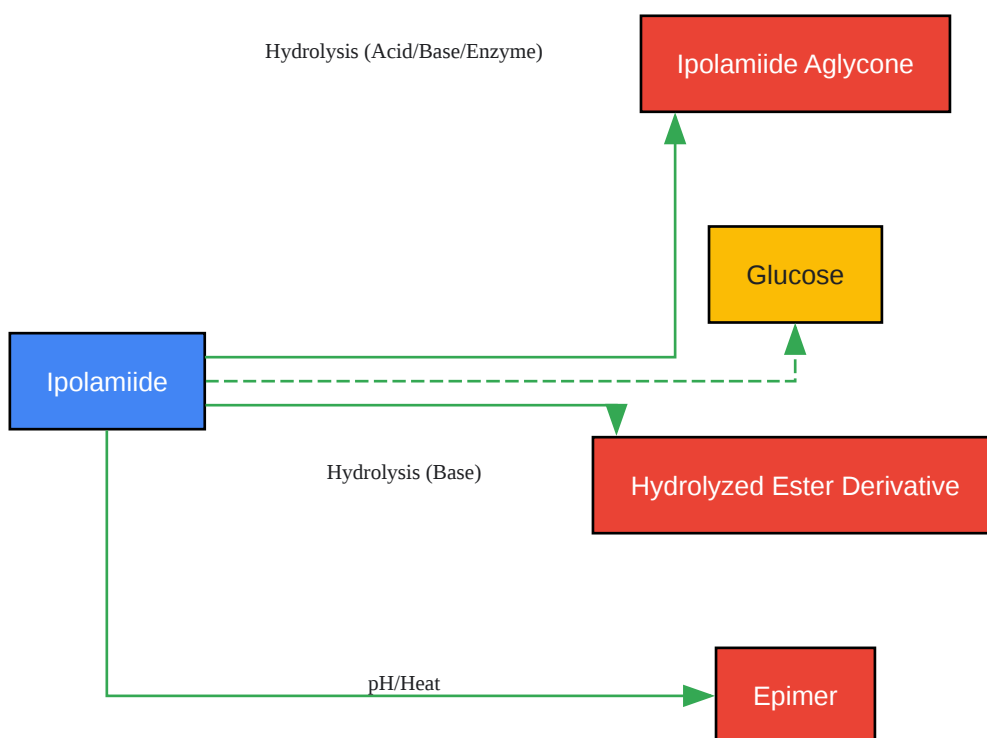 Hydrolysis (Acid/Base/Enzyme)
Ipolamiide Aglycone
Glucose
Ipolamiide
Hydrolysis (Base)
Hydrolyzed Ester Derivative
pH/Heat
Epimer